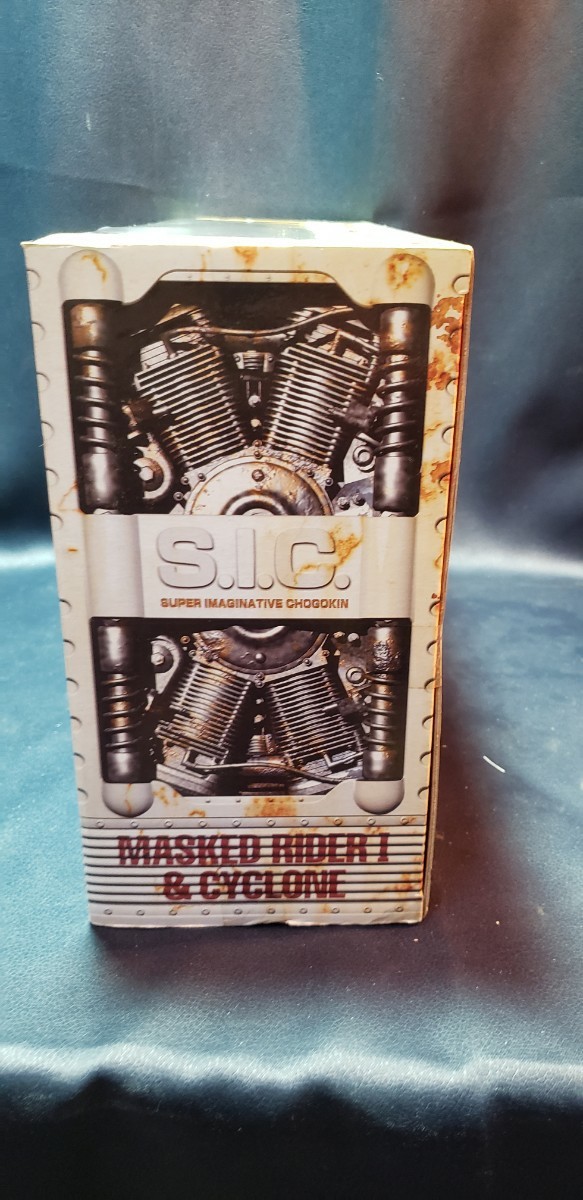 S.I.C.
SUPER IMAGINATIVE CHOGOKIN
MASKED RIDER 1
& CYCLONE